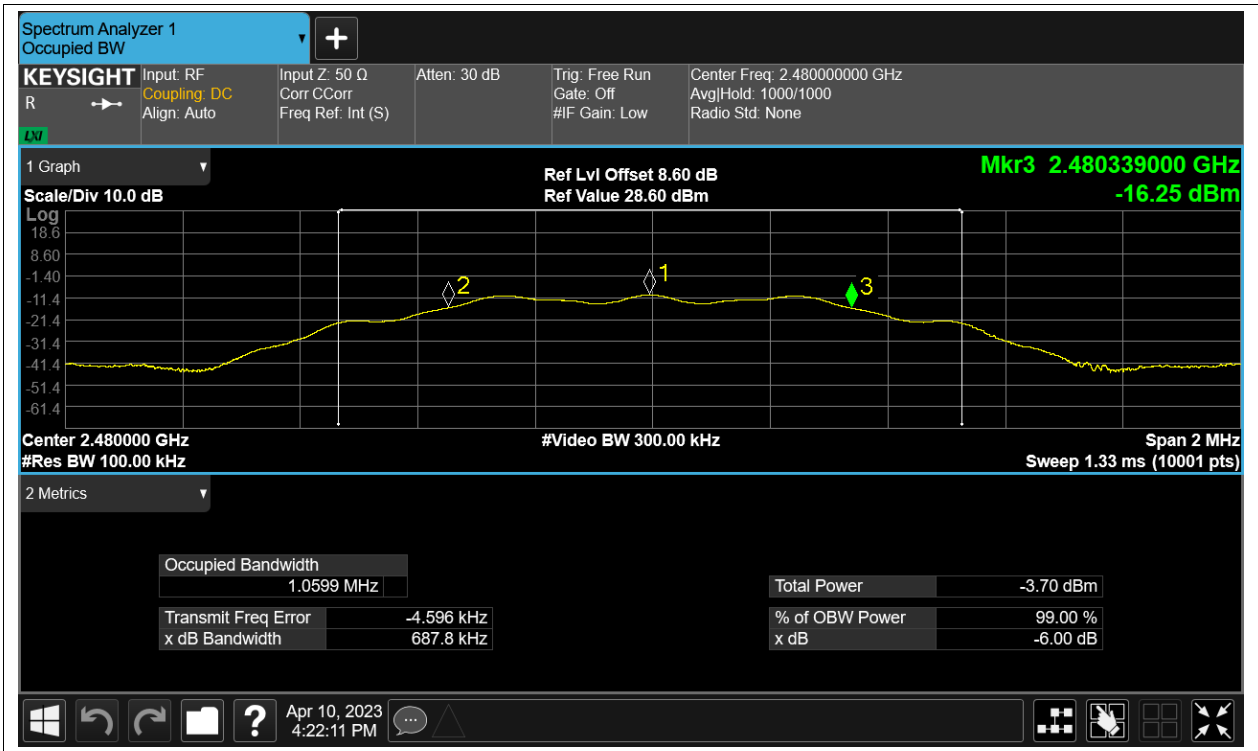 Spectrum Analyzer 1
Occupied BW
KEYSIGHT
R
LXI
Input: RF
Coupling: DC
Align: Auto
Input Z: 50 Ω
Corr CCorr
Freq Ref: Int (S)
Atten: 30 dB
Trig: Free Run
Gate: Off
#IF Gain: Low
Center Freq: 2.480000000 GHz
Avg|Hold: 1000/1000
Radio Std: None
1 Graph
Scale/Div 10.0 dB
Ref Lvl Offset 8.60 dB
Ref Value 28.60 dBm
Mkr3 2.480339000 GHz
-16.25 dBm
Log
18.6
8.60
-1.40
-11.4
-21.4
-31.4
-41.4
-51.4
-61.4
2
1
3
Center 2.480000 GHz
#Res BW 100.00 kHz
#Video BW 300.00 kHz
Span 2 MHz
Sweep 1.33 ms (10001 pts)
2 Metrics
Occupied Bandwidth
1.0599 MHz
Transmit Freq Error -4.596 kHz
x dB Bandwidth 687.8 kHz
Total Power -3.70 dBm
% of OBW Power 99.00 %
x dB -6.00 dB
?
Apr 10, 2023
4:22:11 PM